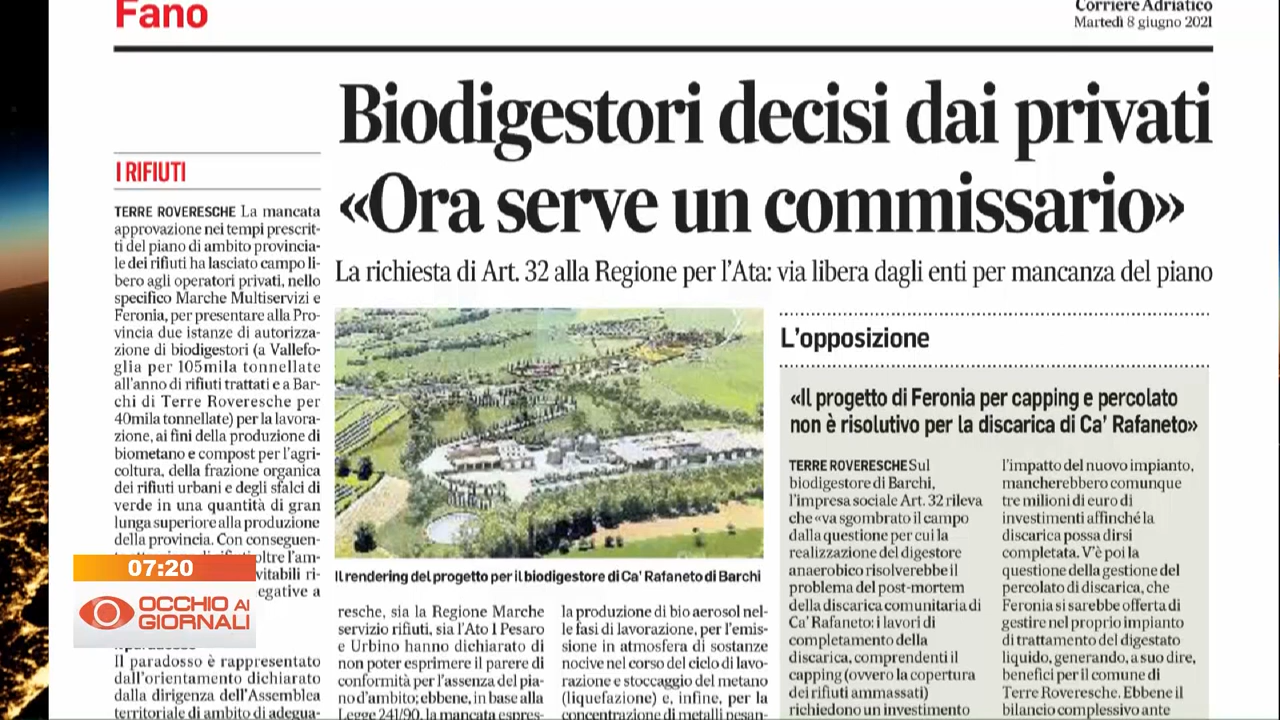 Fano
Corriere Adriatico
Martedì 8 giugno 2021
Biodigestori decisi dai privati
«Ora serve un commissario»
La richiesta di Art. 32 alla Regione per l'Ata: via libera dagli enti per mancanza del piano
I RIFIUTI
TERRE ROVERESCHE La mancata
approvazione nei tempi prescrit-
ti del piano di ambito provincia-
le dei rifiuti ha lasciato campo li-
bero agli operatori privati, nello
specifico Marche Multiservizi e
Feronia, per presentare alla Pro-
vincia due istanze di autorizza-
zione di biodigestori (a Vallefo-
glia per 105mila tonnellate
all'anno di rifiuti trattati e a Bar-
chi di Terre Roveresche per
40mila tonnellate) per la lavora-
zione, ai fini della produzione di
biometano e compost per l'agri-
coltura, della frazione organica
dei rifiuti urbani e degli sfalci di
verde in una quantità di gran
lunga superiore alla produzione
della provincia. Con conseguen-
oltre l'am-
vitabili ri-
egative a
Il paradosso è rappresentato
dall'orientamento dichiarato
dalla dirigenza dell'Assemblea
territoriale di ambito di adegua-
Il rendering del progetto per il biodigestore di Ca' Rafaneto di Barchi
resche, sia la Regione Marche
servizio rifiuti, sia l'Ato 1 Pesaro
e Urbino hanno dichiarato di
non poter esprimere il parere di
conformità per l'assenza del pia-
no d'ambito; ebbene, in base alla
Legge 241/90, la mancata espres-
la produzione di bio aerosol nel-
le fasi di lavorazione, per l'emis-
sione in atmosfera di sostanze
nocive nel corso del ciclo di lavo-
razione e stoccaggio del metano
(liquefazione) e, infine, per la
concentrazione di metalli pesan-
L'opposizione
«Il progetto di Feronia per capping e percolato
non è risolutivo per la discarica di Ca' Rafaneto»
TERRE ROVERESCHE Sul
biodigestore di Barchi,
l'impresa sociale Art. 32 rileva
che «va sgombrato il campo
dalla questione per cui la
realizzazione del digestore
anaerobico risolverebbe il
problema del post-mortem
della discarica comunitaria di
Ca' Rafaneto: i lavori di
completamento della
discarica, comprendenti il
capping (ovvero la copertura
dei rifiuti ammassati)
richiedono un investimento
l'impatto del nuovo impianto,
mancherebbero comunque
tre milioni di euro di
investimenti affinché la
discarica possa dirsi
completata. V'è poi la
questione della gestione del
percolato di discarica, che
Feronia si sarebbe offerta di
gestire nel proprio impianto
di trattamento del digestato
liquido, generando, a suo dire,
benefici per il comune di
Terre Roveresche. Ebbene il
bilancio complessivo ante
07:20
OCCHIO AI
GIORNALI